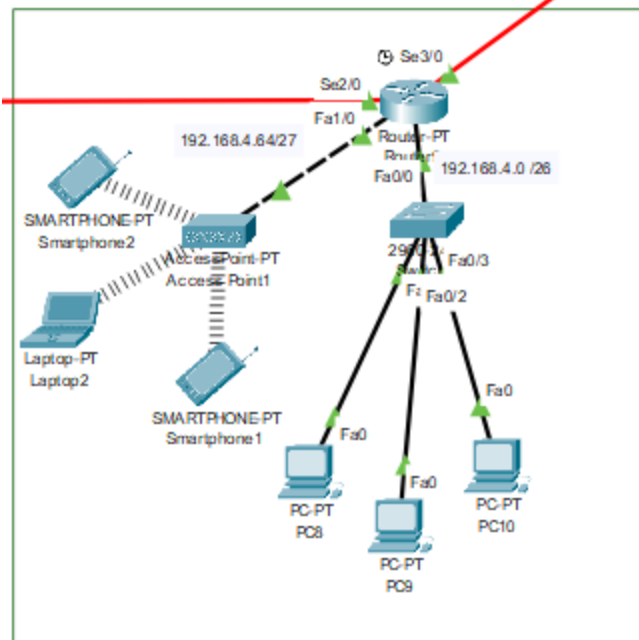 Se3/0
Se2/0
Fa1/0
Router-PT
192.168.4.64/27
192.168.4.0 /26
Fa0/0
SMARTPHONE-PT
Smartphone2
AccessPoint-PT
Access Point1
Fa0/3
Fa0/2
Laptop-PT
Laptop2
SMARTPHONE-PT
Smartphone1
Fa0
Fa0
Fa0
PC-PT
PC8
PC-PT
PC10
PC-PT
PC9